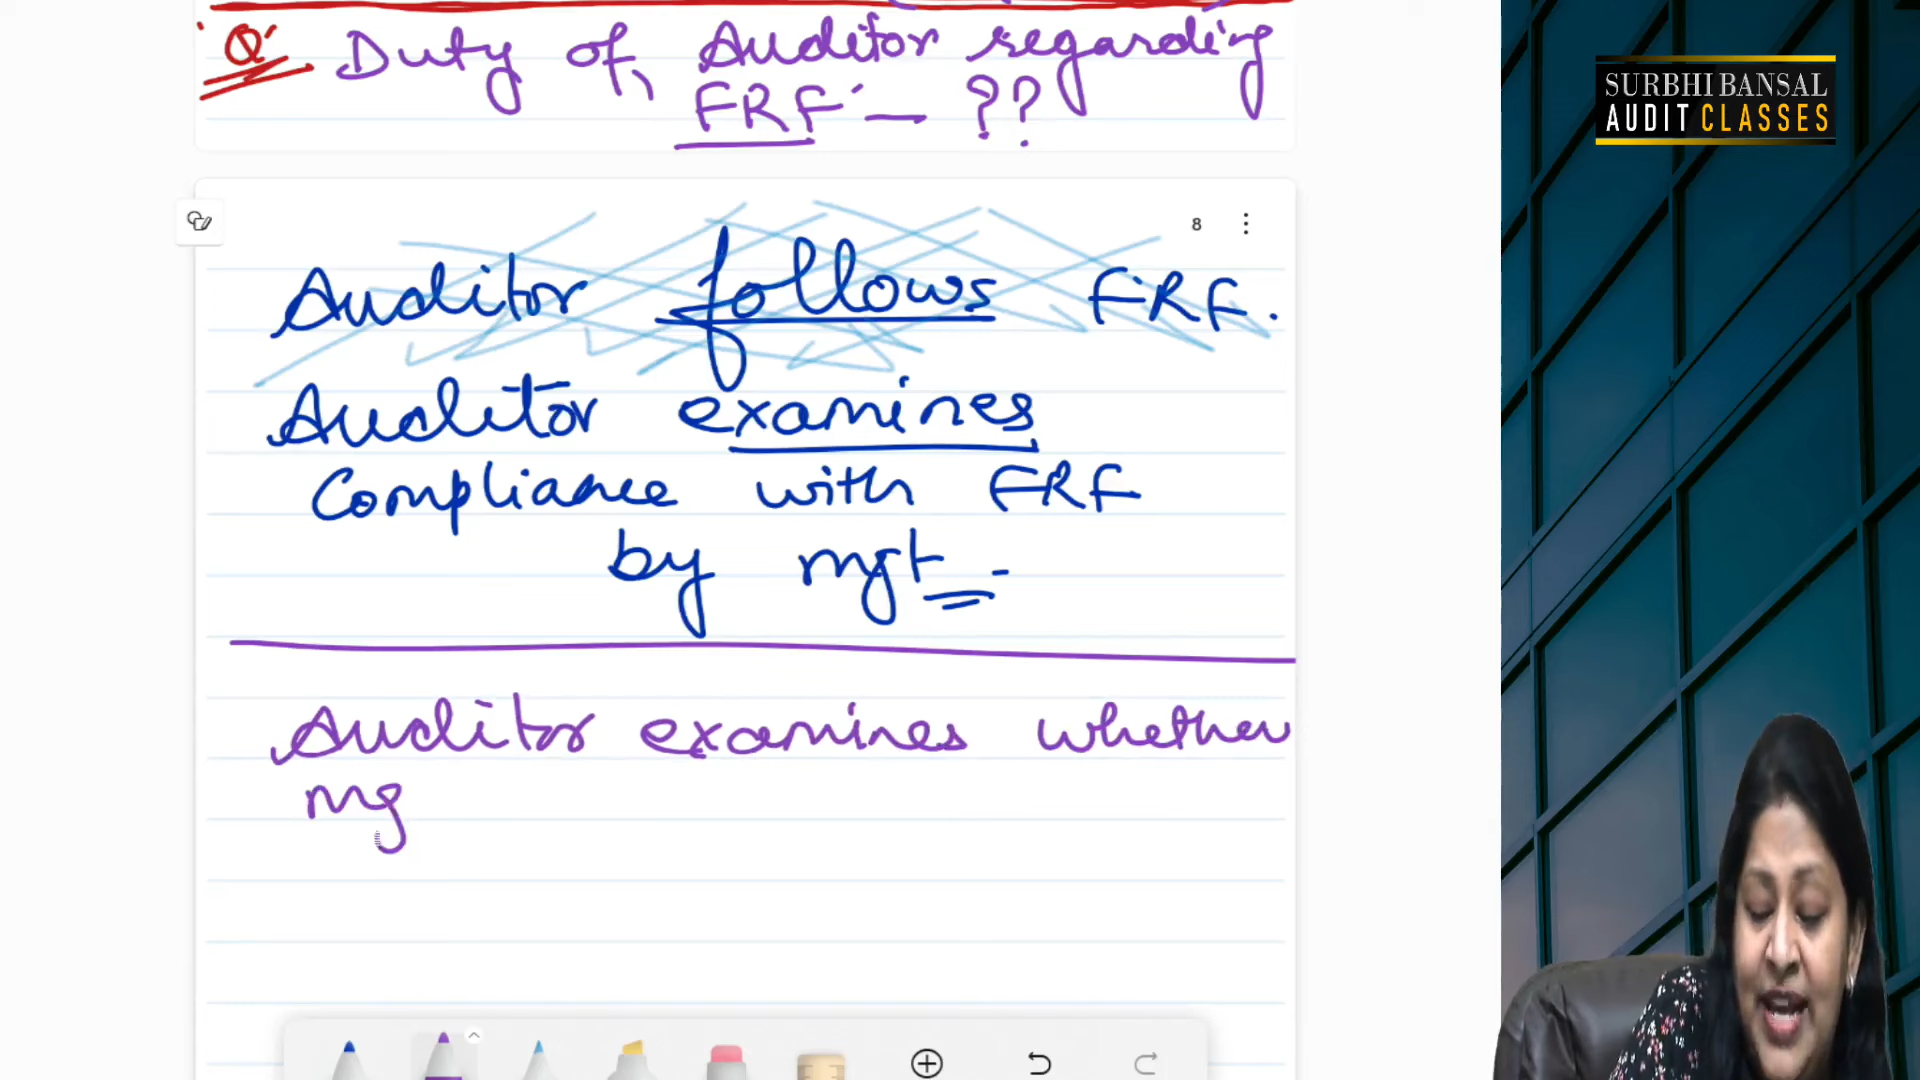 'Q' Duty of Auditor regarding
FRF — ??
8
Auditor follows FRF.
Auditor examines
Compliance with FRF
by mgt -
Auditor examines whether
mg
SURBHI BANSAL
AUDIT CLASSES